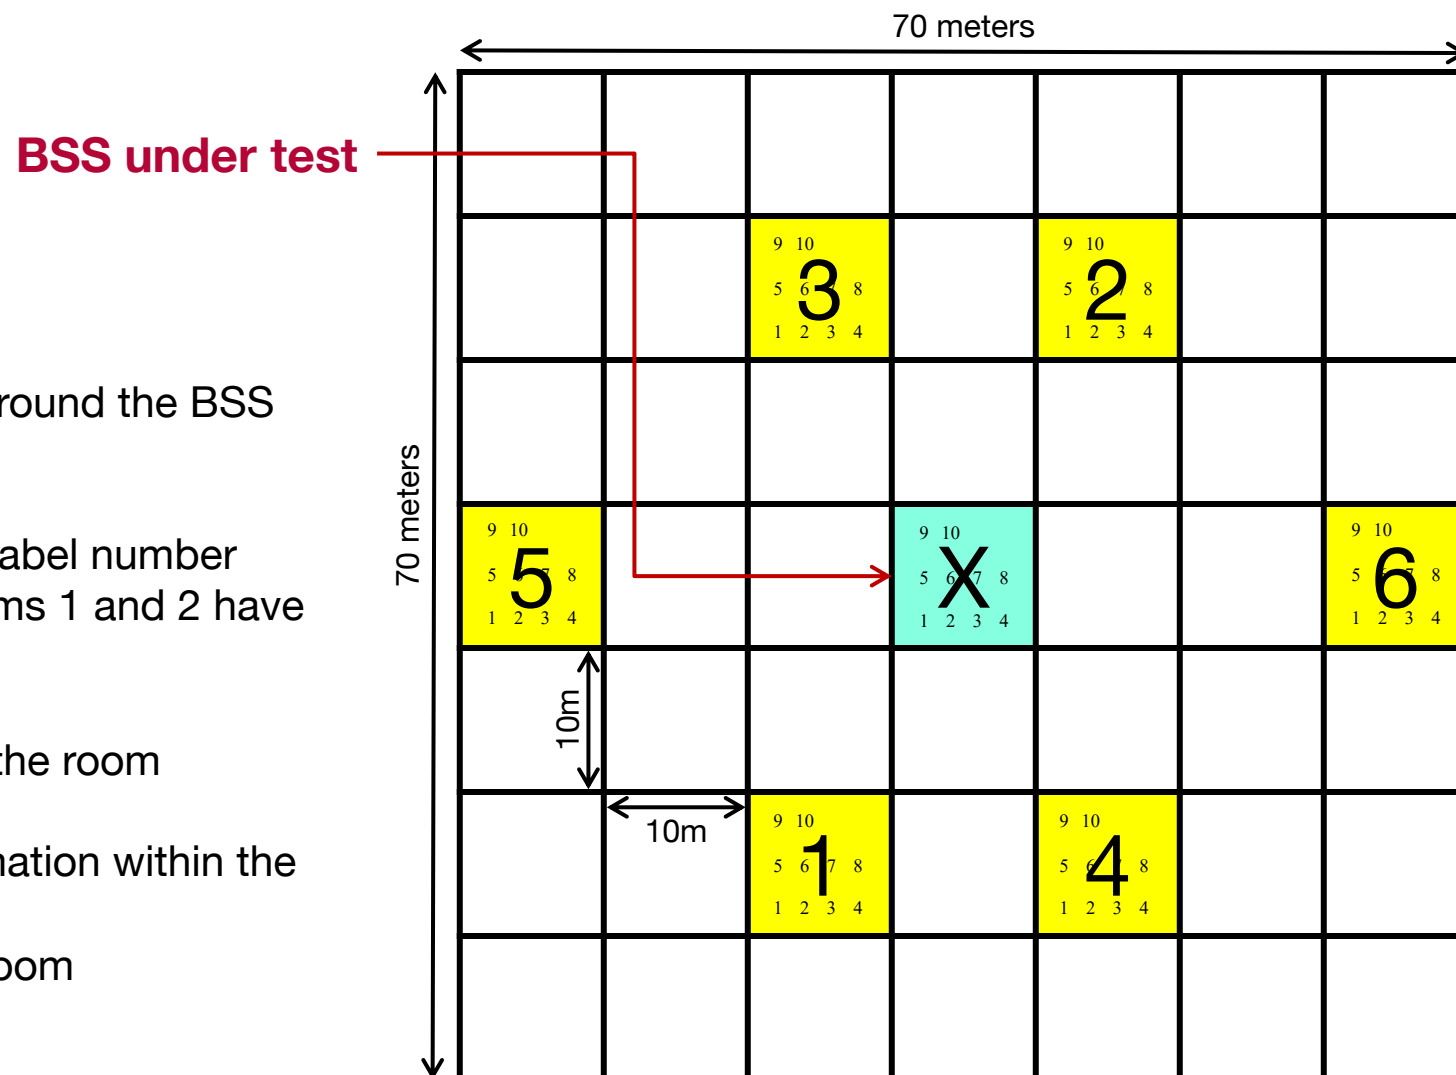 70 meters
BSS under test
9 10
5 6 8
1 2 3 4
3
9 10
5 6 8
1 2 3 4
2
round the BSS
70 meters
abel number
ms 1 and 2 have
9 10
5 8
1 2 3 4
5
9 10
5 6 7 8
1 2 3 4
X
9 10
5 8
1 2 3 4
6
10m
the room
10m
nation within the
9 10
5 6 7 8
1 2 3 4
1
9 10
5 6 8
1 2 3 4
4
oom